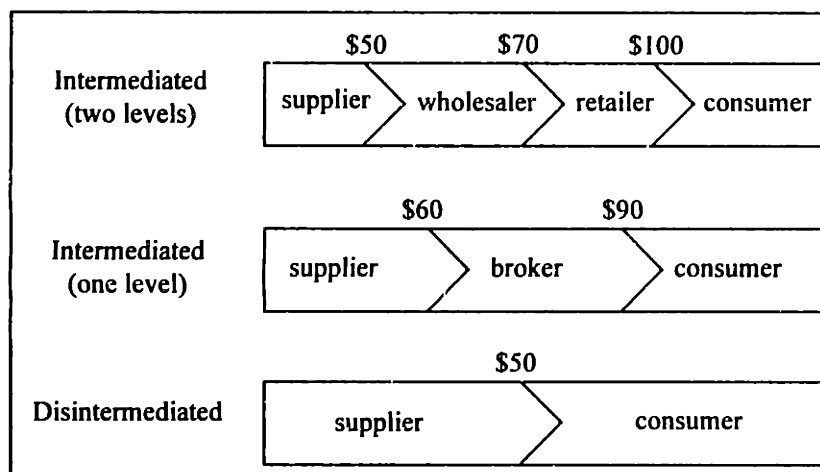 $50 $70 $100
Intermediated
(two levels)
supplier wholesaler retailer consumer
$60 $90
Intermediated
(one level)
supplier broker consumer
$50
Disintermediated
supplier consumer